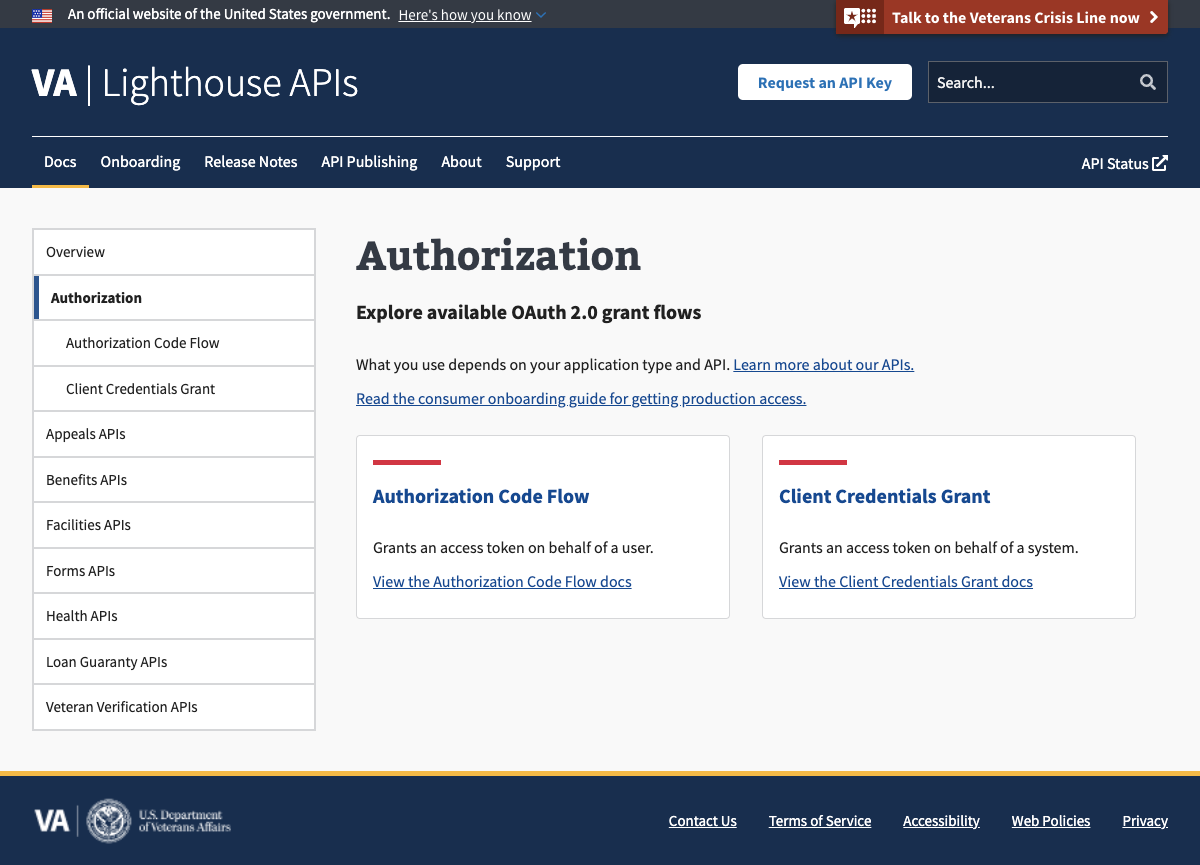 An official website of the United States government. Here's how you know
Talk to the Veterans Crisis Line now
VA | Lighthouse APIs
Request an API Key
Search...
Docs Onboarding Release Notes API Publishing About Support
API Status
Overview
Authorization
Authorization Code Flow
Client Credentials Grant
Appeals APIs
Benefits APIs
Facilities APIs
Forms APIs
Health APIs
Loan Guaranty APIs
Veteran Verification APIs
Authorization
Explore available OAuth 2.0 grant flows
What you use depends on your application type and API. Learn more about our APIs.
Read the consumer onboarding guide for getting production access.
Authorization Code Flow
Grants an access token on behalf of a user.
View the Authorization Code Flow docs
Client Credentials Grant
Grants an access token on behalf of a system.
View the Client Credentials Grant docs
VA
U.S. Department
of Veterans Affairs
Contact Us Terms of Service Accessibility Web Policies Privacy